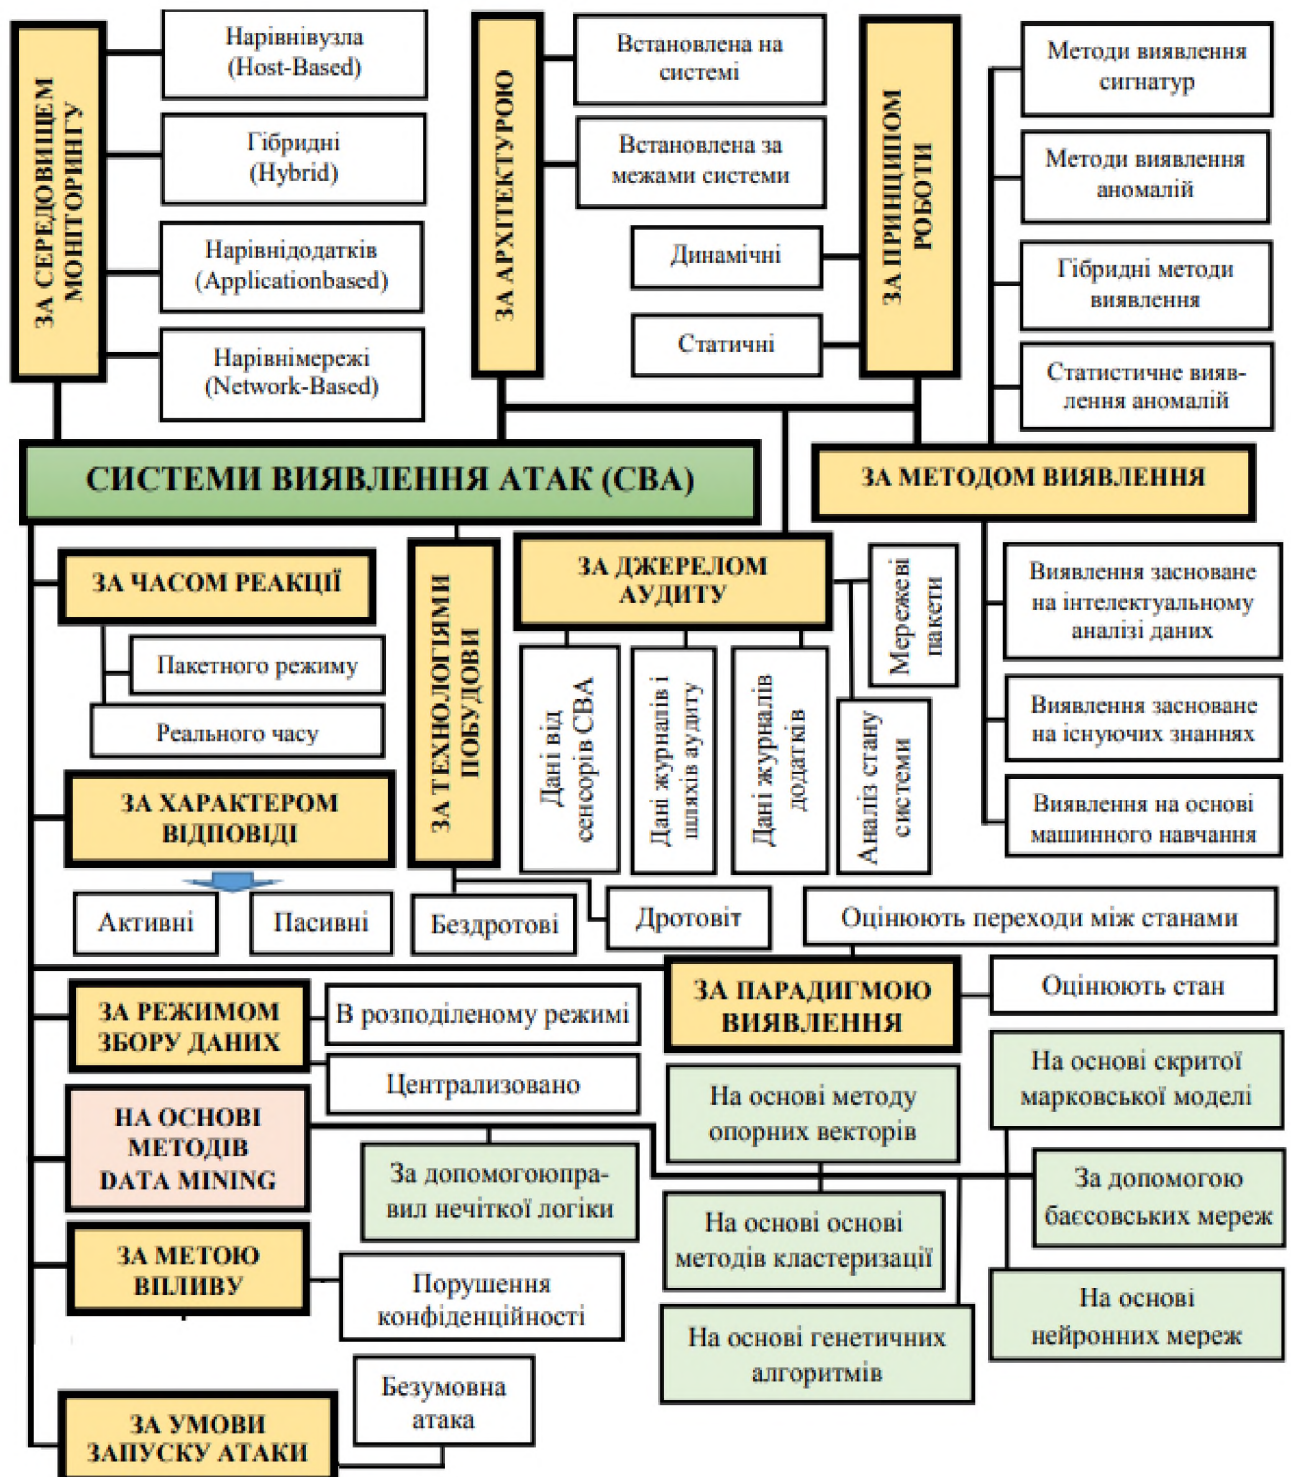 ЗА СЕРЕДОВИЩЕМ
МОНІТОРИНГУ
Нарівнівузла
(Host-Based)
Гібридні
(Hybrid)
Нарівнідодатків
(Applicationbased)
Нарівнімережі
(Network-Based)
ЗА АРХІТЕКТУРОЮ
Встановлена на
системі
Встановлена за
межами системи
ЗА ПРИНЦИПОМ
РОБОТИ
Динамічні
Статичні
Методи виявлення
сигнатур
Методи виявлення
аномалій
Гібридні методи
виявлення
Статистичне вияв-
лення аномалій
СИСТЕМИ ВИЯВЛЕННЯ АТАК (СВА)
ЗА МЕТОДОМ ВИЯВЛЕННЯ
Виявлення засноване
на інтелектуальному
аналізі даних
Виявлення засноване
на існуючих знаннях
Виявлення на основі
машинного навчання
ЗА ЧАСОМ РЕАКЦІЇ
Пакетного режиму
Реального часу
ЗА ХАРАКТЕРОМ
ВІДПОВІДІ
Активні
Пасивні
ЗА ТЕХНОЛОГІЯМИ
ПОБУДОВИ
Бездротові
Дротовіт
ЗА ДЖЕРЕЛОМ
АУДИТУ
Дані від
сенсорів СВА
Дані журналів і
шляхів аудиту
Дані журналів
додатків
Аналіз стану
системи
Мережеві
пакети
Оцінюють переходи між станами
ЗА ПАРАДИГМОЮ
ВИЯВЛЕННЯ
Оцінюють стан
ЗА РЕЖИМОМ
ЗБОРУ ДАНИХ
В розподіленому режимі
Централизовано
НА ОСНОВІ
МЕТОДІВ
DATA MINING
За допомогоюпра-
вил нечіткої логіки
На основі методу
опорних векторів
На основі скритої
марковської моделі
На основі основі
методів кластеризації
За допомогою
баєсовських мереж
На основі генетичних
алгоритмів
На основі
нейронних мереж
ЗА МЕТОЮ
ВПЛИВУ
Порушення
конфіденційності
ЗА УМОВИ
ЗАПУСКУ АТАКИ
Безумовна
атака